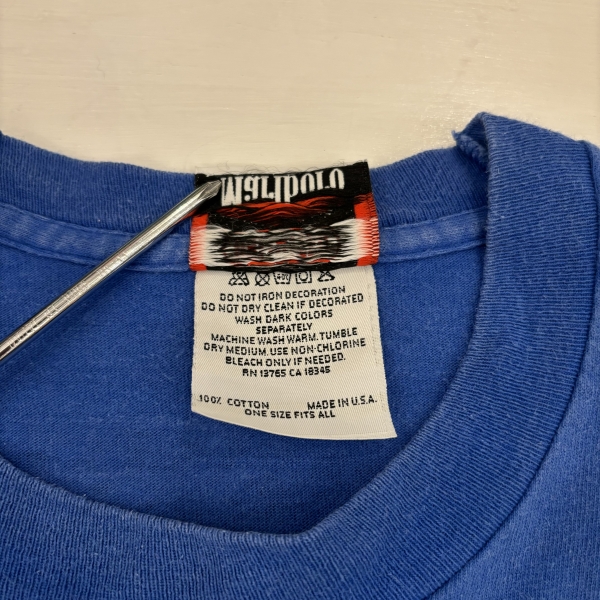 Marlboro
DO NOT IRON DECORATION
DO NOT DRY CLEAN IF DECORATED
WASH DARK COLORS
SEPARATELY
MACHINE WASH WARM. TUMBLE
DRY MEDIUM. USE NON-CHLORINE
BLEACH ONLY IF NEEDED.
RN 13765 CA 18345
100% COTTON MADE IN U.S.A.
ONE SIZE FITS ALL